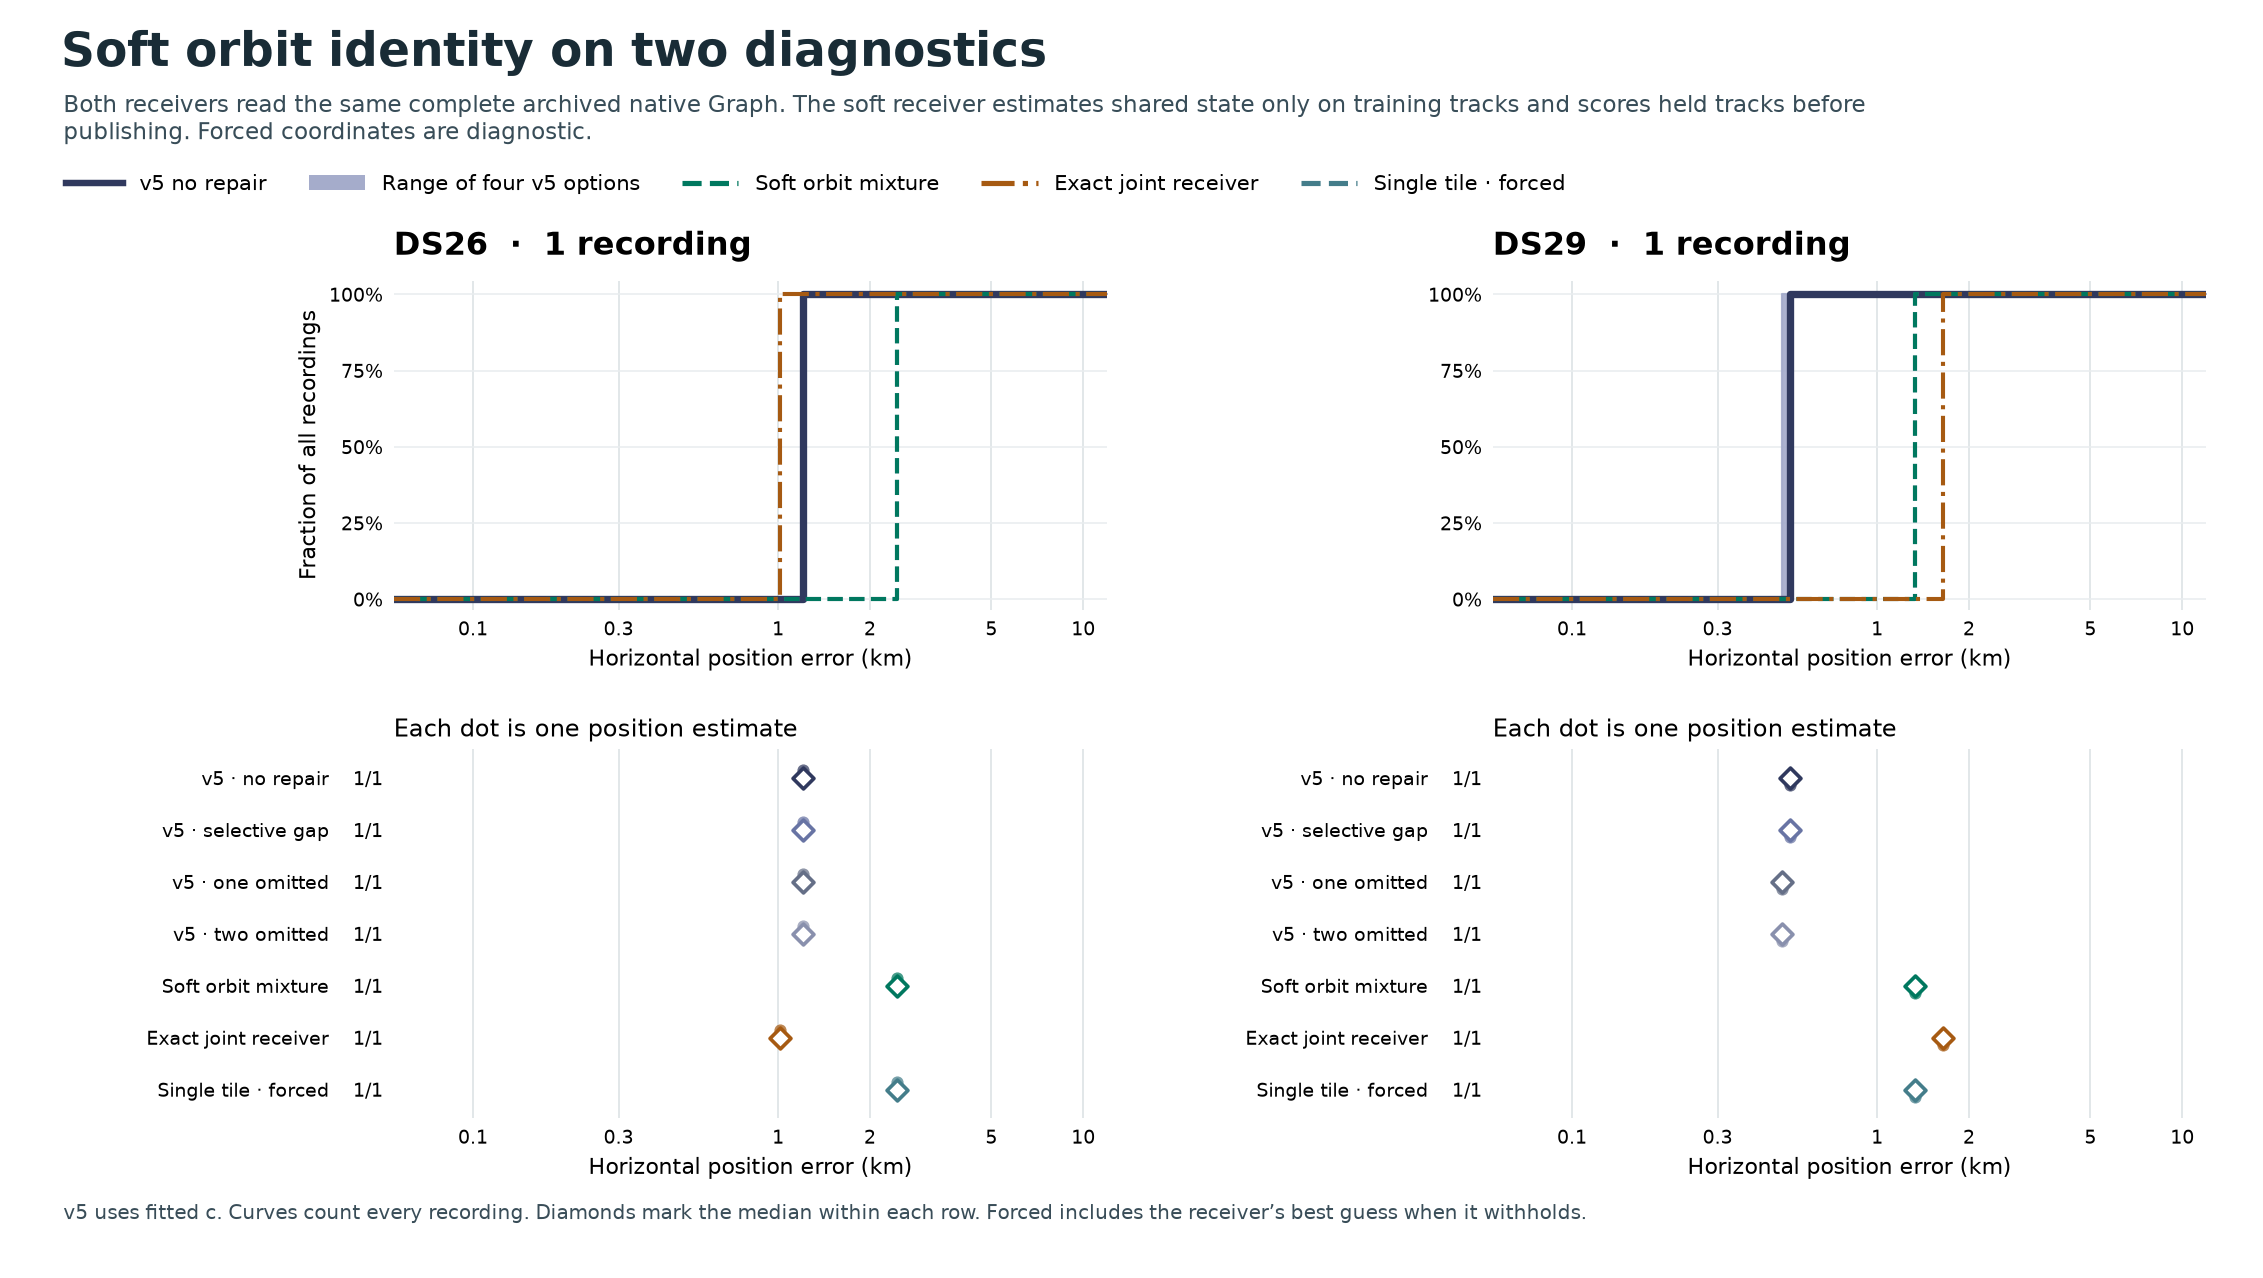 Soft orbit identity on two diagnostics
Both receivers read the same complete archived native Graph. The soft receiver estimates shared state only on training tracks and scores held tracks before
publishing. Forced coordinates are diagnostic.
v5 no repair
Range of four v5 options
Soft orbit mixture
Exact joint receiver
Single tile · forced
DS26 · 1 recording
Fraction of all recordings
100%
75%
50%
25%
0%
0.1 0.3 1 2 5 10
Horizontal position error (km)
DS29 · 1 recording
100%
75%
50%
25%
0%
0.1 0.3 1 2 5 10
Horizontal position error (km)
Each dot is one position estimate
v5 · no repair 1/1
v5 · selective gap 1/1
v5 · one omitted 1/1
v5 · two omitted 1/1
Soft orbit mixture 1/1
Exact joint receiver 1/1
Single tile · forced 1/1
0.1 0.3 1 2 5 10
Horizontal position error (km)
Each dot is one position estimate
v5 · no repair 1/1
v5 · selective gap 1/1
v5 · one omitted 1/1
v5 · two omitted 1/1
Soft orbit mixture 1/1
Exact joint receiver 1/1
Single tile · forced 1/1
0.1 0.3 1 2 5 10
Horizontal position error (km)
v5 uses fitted c. Curves count every recording. Diamonds mark the median within each row. Forced includes the receiver’s best guess when it withholds.